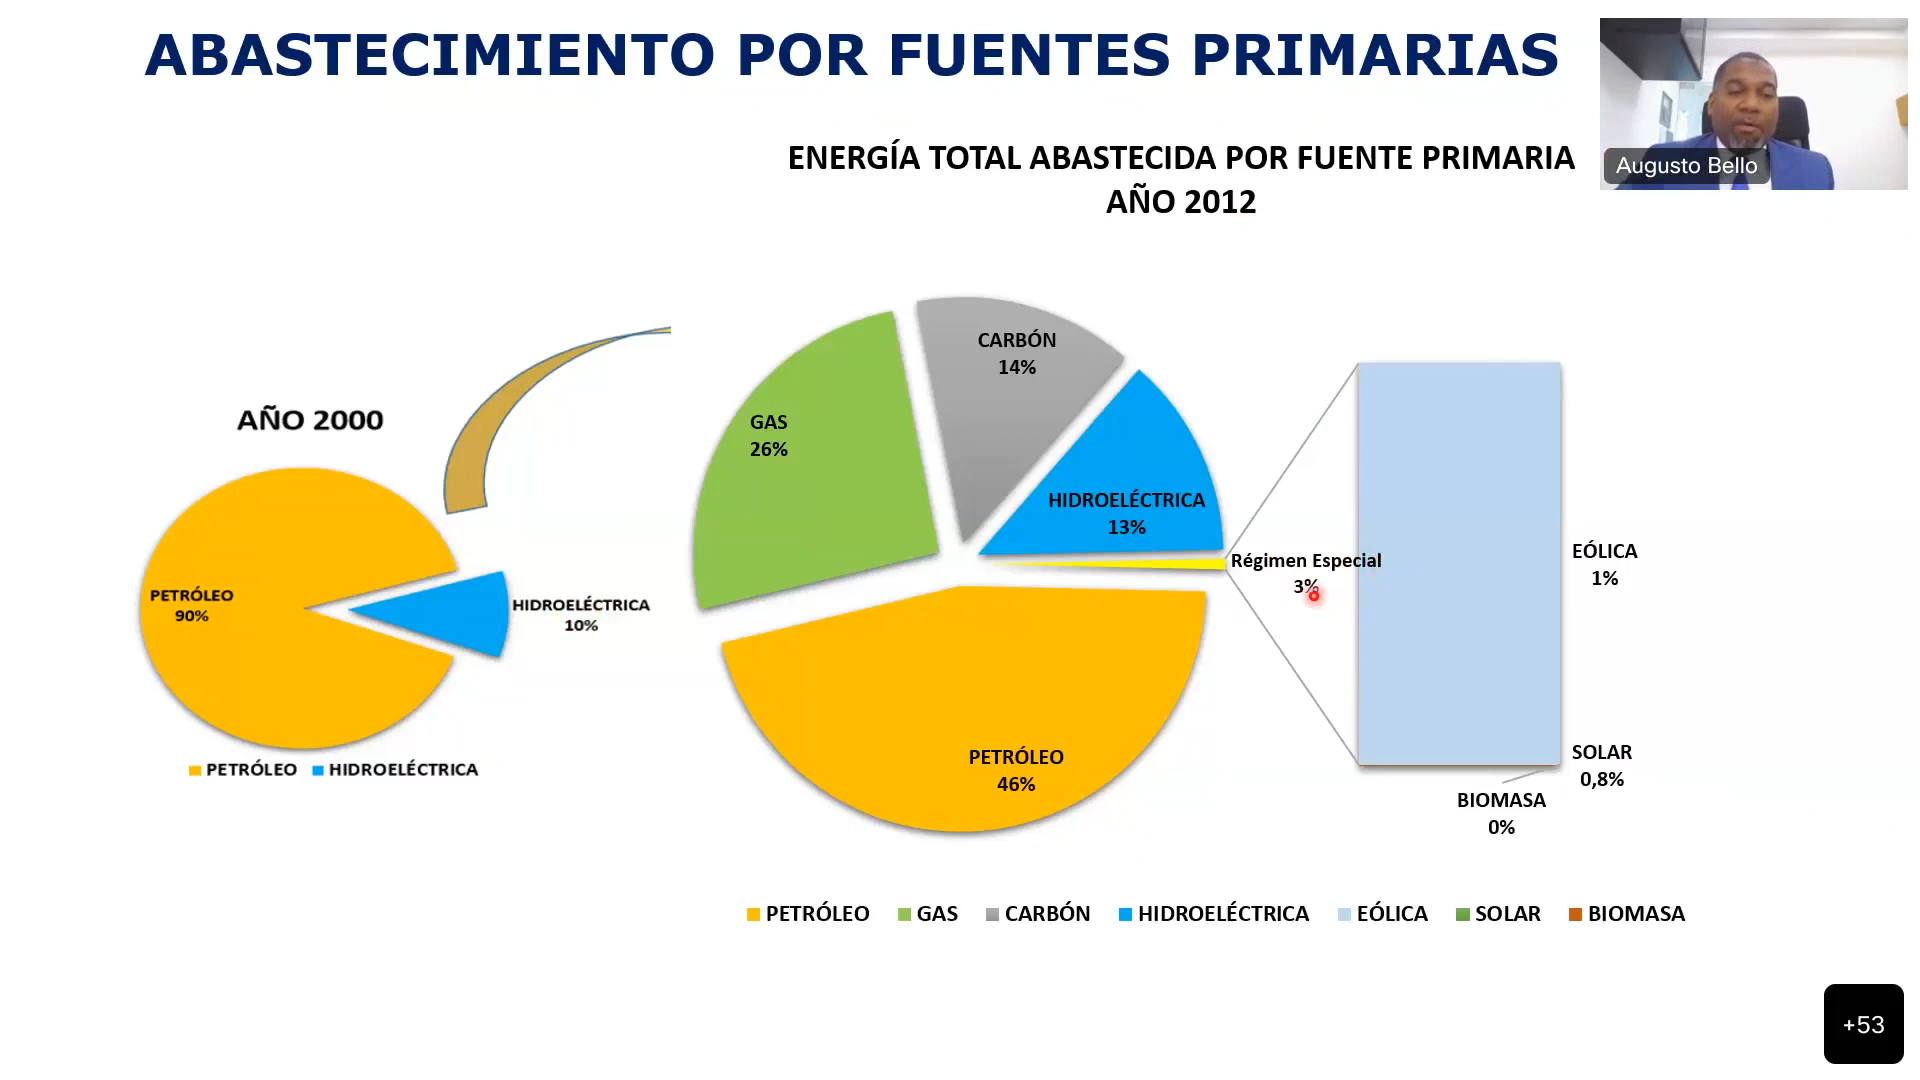 ABASTECIMIENTO POR FUENTES PRIMARIAS
Augusto Bello
ENERGÍA TOTAL ABASTECIDA POR FUENTE PRIMARIA
AÑO 2012
AÑO 2000
PETRÓLEO
90%
HIDROELÉCTRICA
10%
PETRÓLEO HIDROELÉCTRICA
CARBÓN
14%
GAS
26%
HIDROELÉCTRICA
13%
Régimen Especial
3%
PETRÓLEO
46%
EÓLICA
1%
SOLAR
0,8%
BIOMASA
0%
PETRÓLEO GAS CARBÓN HIDROELÉCTRICA EÓLICA SOLAR BIOMASA
+53